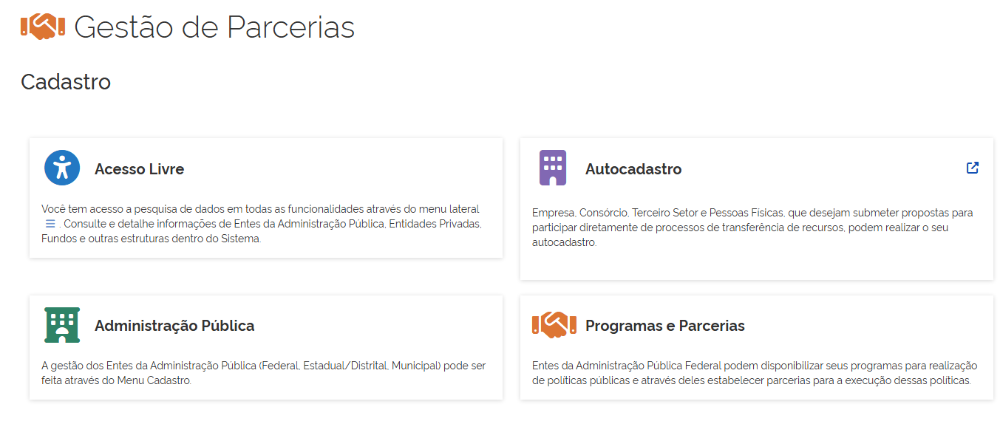 Gestão de Parcerias
Cadastro
Acesso Livre
Você tem acesso a pesquisa de dados em todas as funcionalidades através do menu lateral
. Consulte e detalhe informações de Entes da Administração Pública, Entidades Privadas,
Fundos e outras estruturas dentro do Sistema.
Autocadastro
Empresa, Consórcio, Terceiro Setor e Pessoas Físicas, que desejam submeter propostas para
participar diretamente de processos de transferência de recursos, podem realizar o seu
autocadastro.
Administração Pública
A gestão dos Entes da Administração Pública (Federal, Estadual/Distrital, Municipal) pode ser
feita através do Menu Cadastro.
Programas e Parcerias
Entes da Administração Pública Federal podem disponibilizar seus programas para realização
de políticas públicas e através deles estabelecer parcerias para a execução dessas políticas.